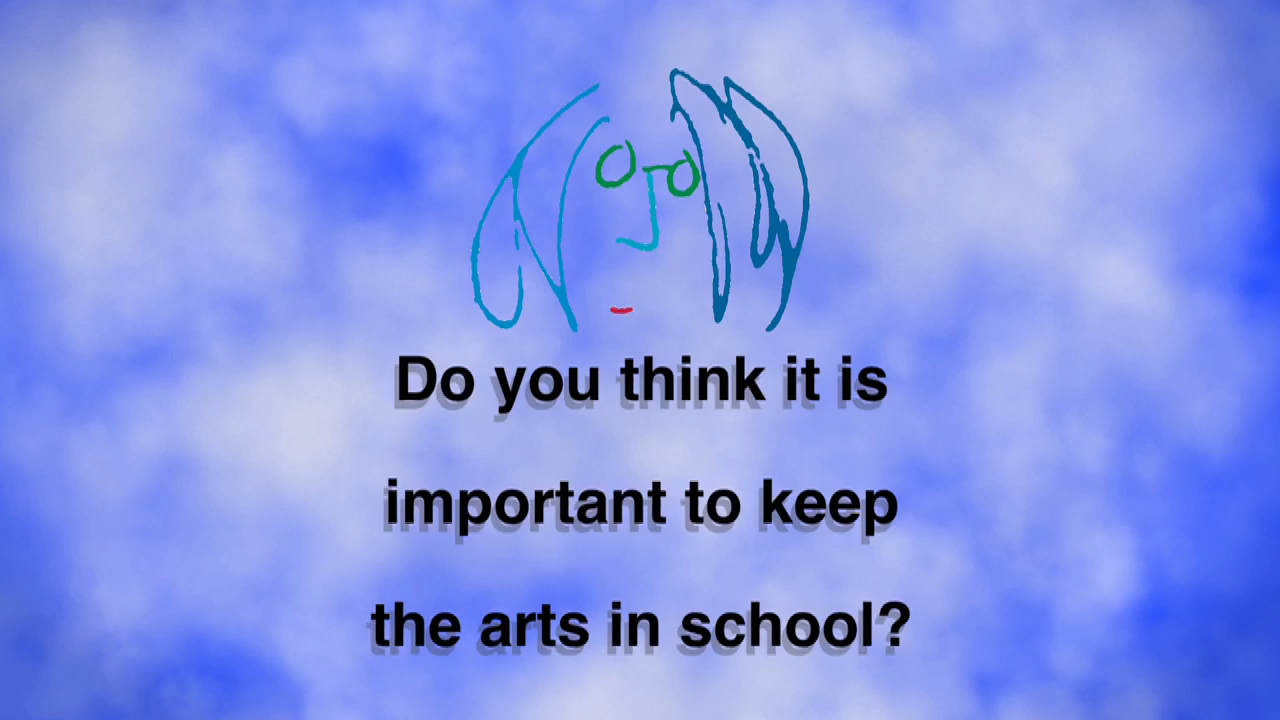 Do you think it is
important to keep
the arts in school?